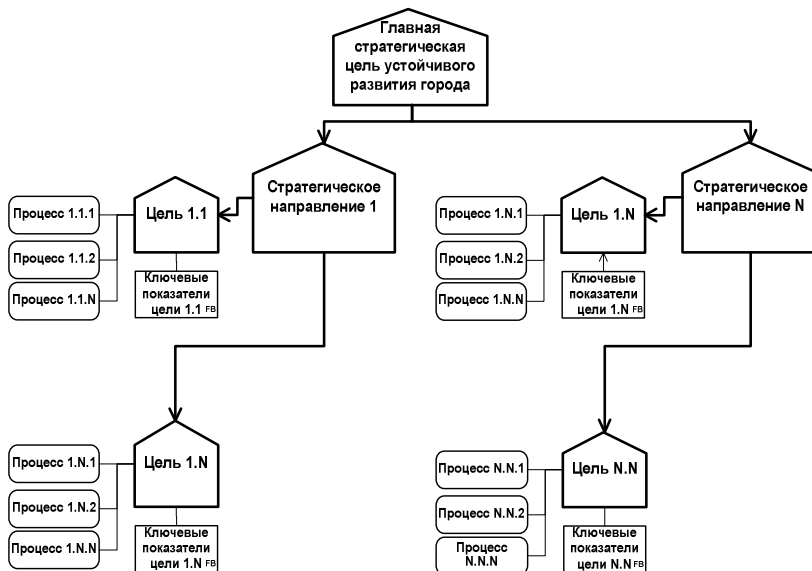 Главная
стратегическая
цель устойчивого
развития города
Стратегическое
направление 1
Цель 1.1
Процесс 1.1.1
Процесс 1.1.2
Процесс 1.1.N
Ключевые
показатели
цели 1.1 FB
Стратегическое
направление N
Цель 1.N
Процесс 1.N.1
Процесс 1.N.2
Процесс 1.N.N
Ключевые
показатели
цели 1.N FB
Цель 1.N
Процесс 1.N.1
Процесс 1.N.2
Процесс 1.N.N
Ключевые
показатели
цели 1.N FB
Цель N.N
Процесс N.N.1
Процесс N.N.2
Процесс
N.N.N
Ключевые
показатели
цели N.N FB